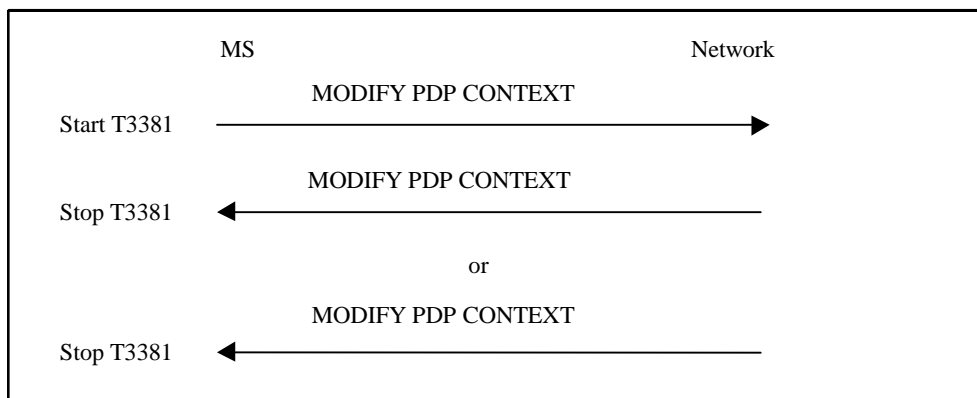 MS Network
MODIFY PDP CONTEXT
Start T3381
MODIFY PDP CONTEXT
Stop T3381
or
MODIFY PDP CONTEXT
Stop T3381